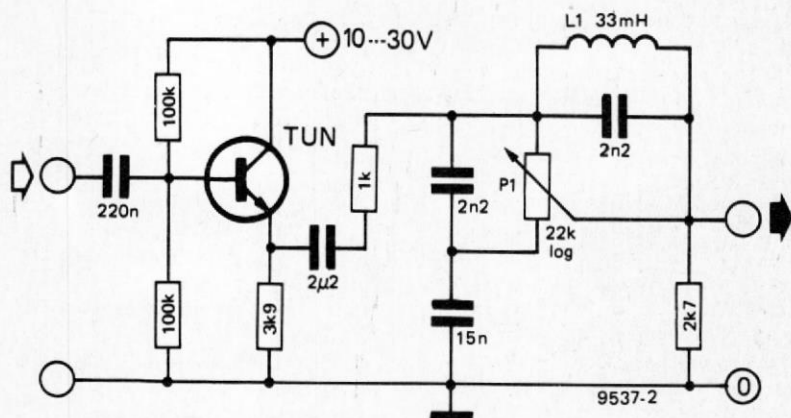 L1 33mH
+ 10...30V
100k
TUN
2n2
1k
P1
2n2
220n
22k
log
2µ2
100k
3k9
15n
2k7
9537-2
0